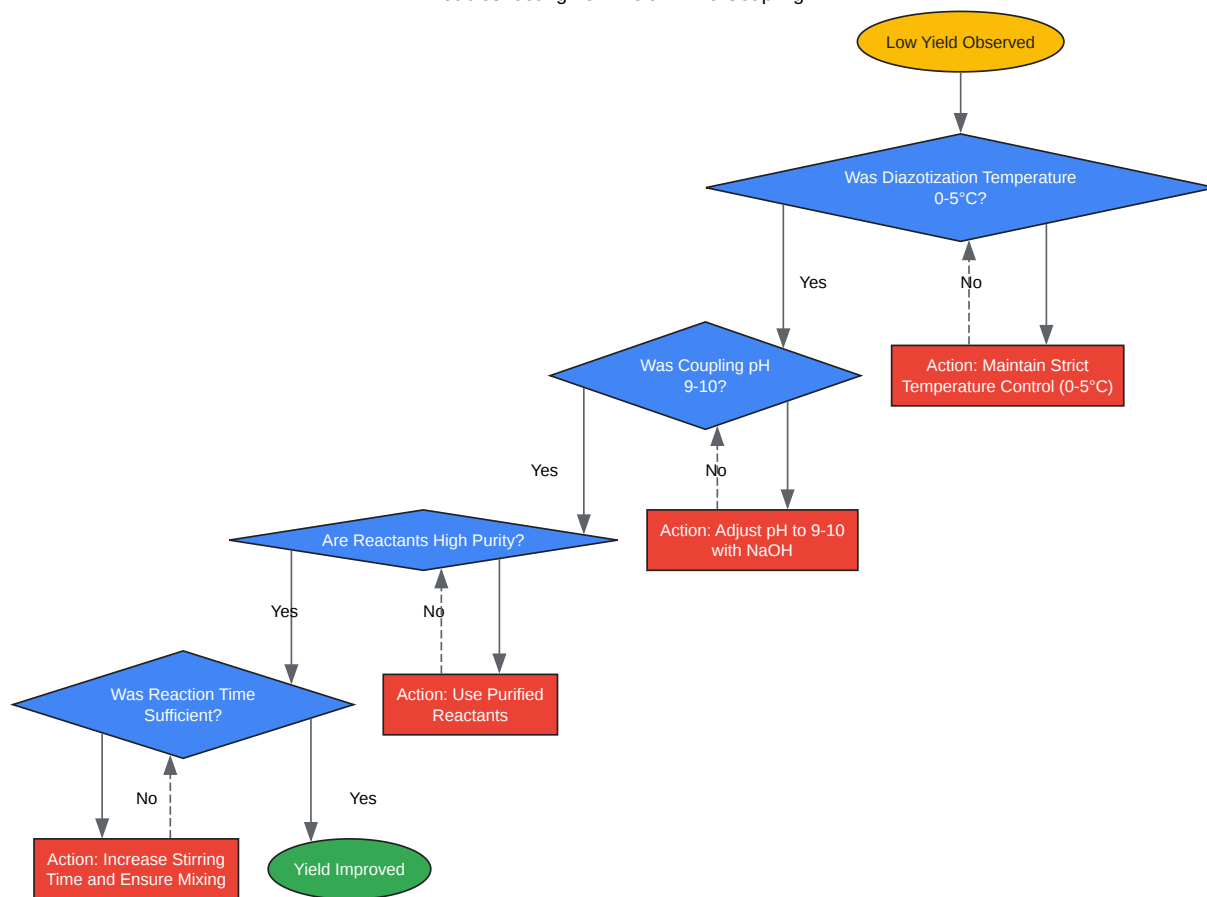 Low Yield Observed
Was Diazotization Temperature
0-5°C?
Yes
No
Was Coupling pH
9-10?
Action: Maintain Strict
Temperature Control (0-5°C)
Yes
No
Are Reactants High Purity?
Action: Adjust pH to 9-10
with NaOH
Yes
No
Was Reaction Time
Sufficient?
Action: Use Purified
Reactants
No
Yes
Action: Increase Stirring
Time and Ensure Mixing
Yield Improved